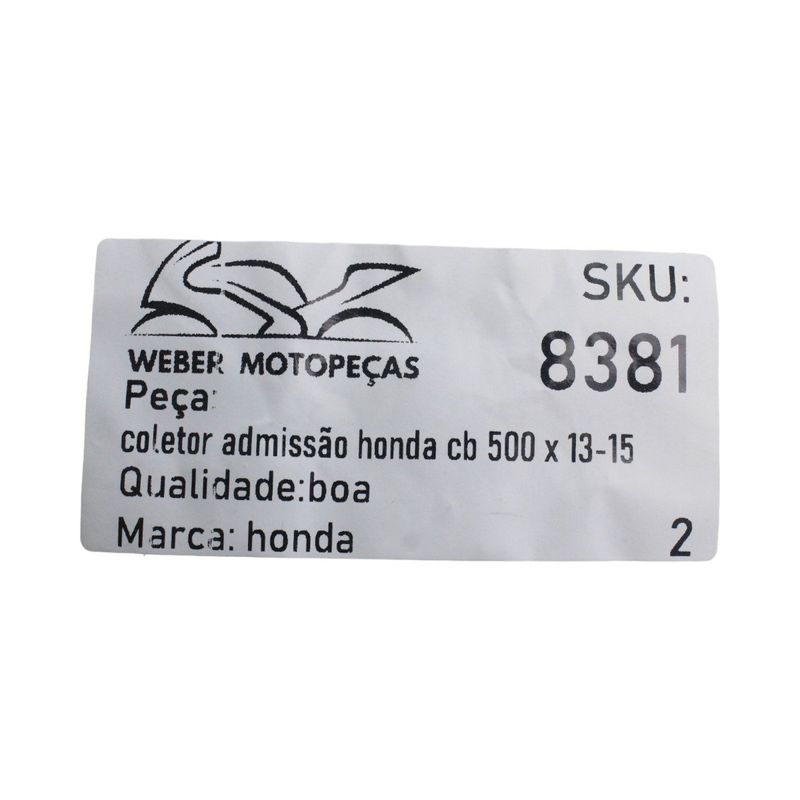 SKU:
8381
WEBER MOTOPEÇAS
Peça:
coletor admissão honda cb 500 x 13-15
Qualidade:boa
Marca: honda
2